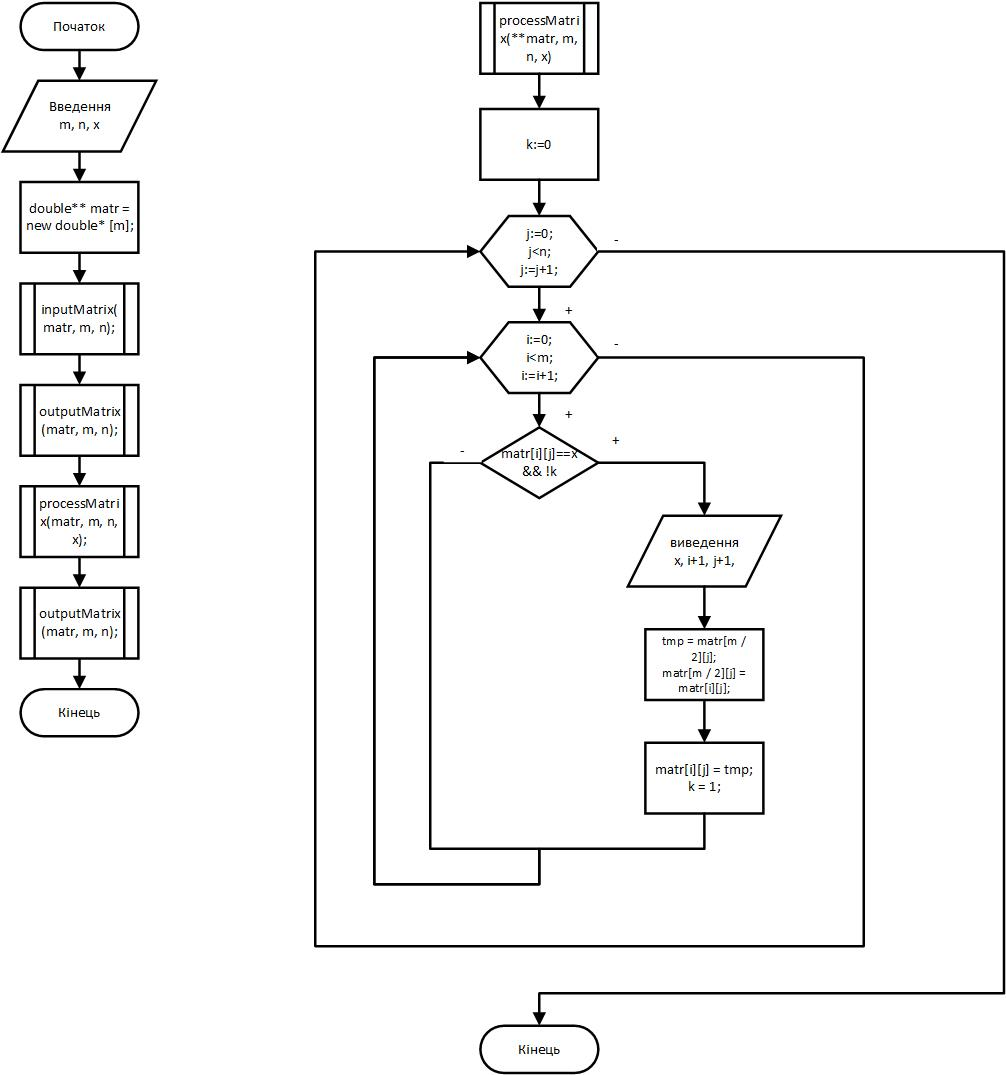 Початок
Введення
m, n, x
double** matr =
new double* [m];
inputMatrix(
matr, m, n);
outputMatrix
(matr, m, n);
processMatri
x(matr, m, n,
x);
outputMatrix
(matr, m, n);
Кінець
processMatri
x(**matr, m,
n, x)
k:=0
j:=0;
j<n;
j:=j+1;
-
+
i:=0;
i<m;
i:=i+1;
-
+
matr[i][j]==x
&& !k
-
+
виведення
x, i+1, j+1,
tmp = matr[m /
2][j];
matr[m / 2][j] =
matr[i][j];
matr[i][j] = tmp;
k = 1;
Кінець